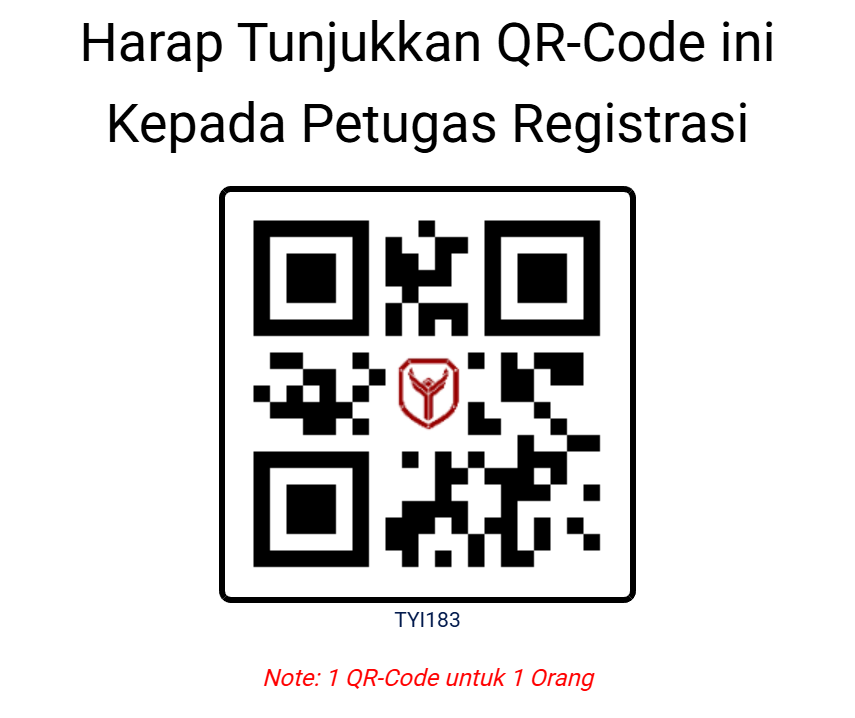 Harap Tunjukkan QR-Code ini
Kepada Petugas Registrasi
TYI183
Note: 1 QR-Code untuk 1 Orang